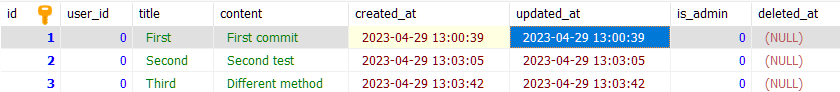 id user_id title content created_at updated_at is_admin deleted_at
1 0 First First commit 2023-04-29 13:00:39 2023-04-29 13:00:39 0 (NULL)
2 0 Second Second test 2023-04-29 13:03:05 2023-04-29 13:03:05 0 (NULL)
3 0 Third Different method 2023-04-29 13:03:42 2023-04-29 13:03:42 0 (NULL)